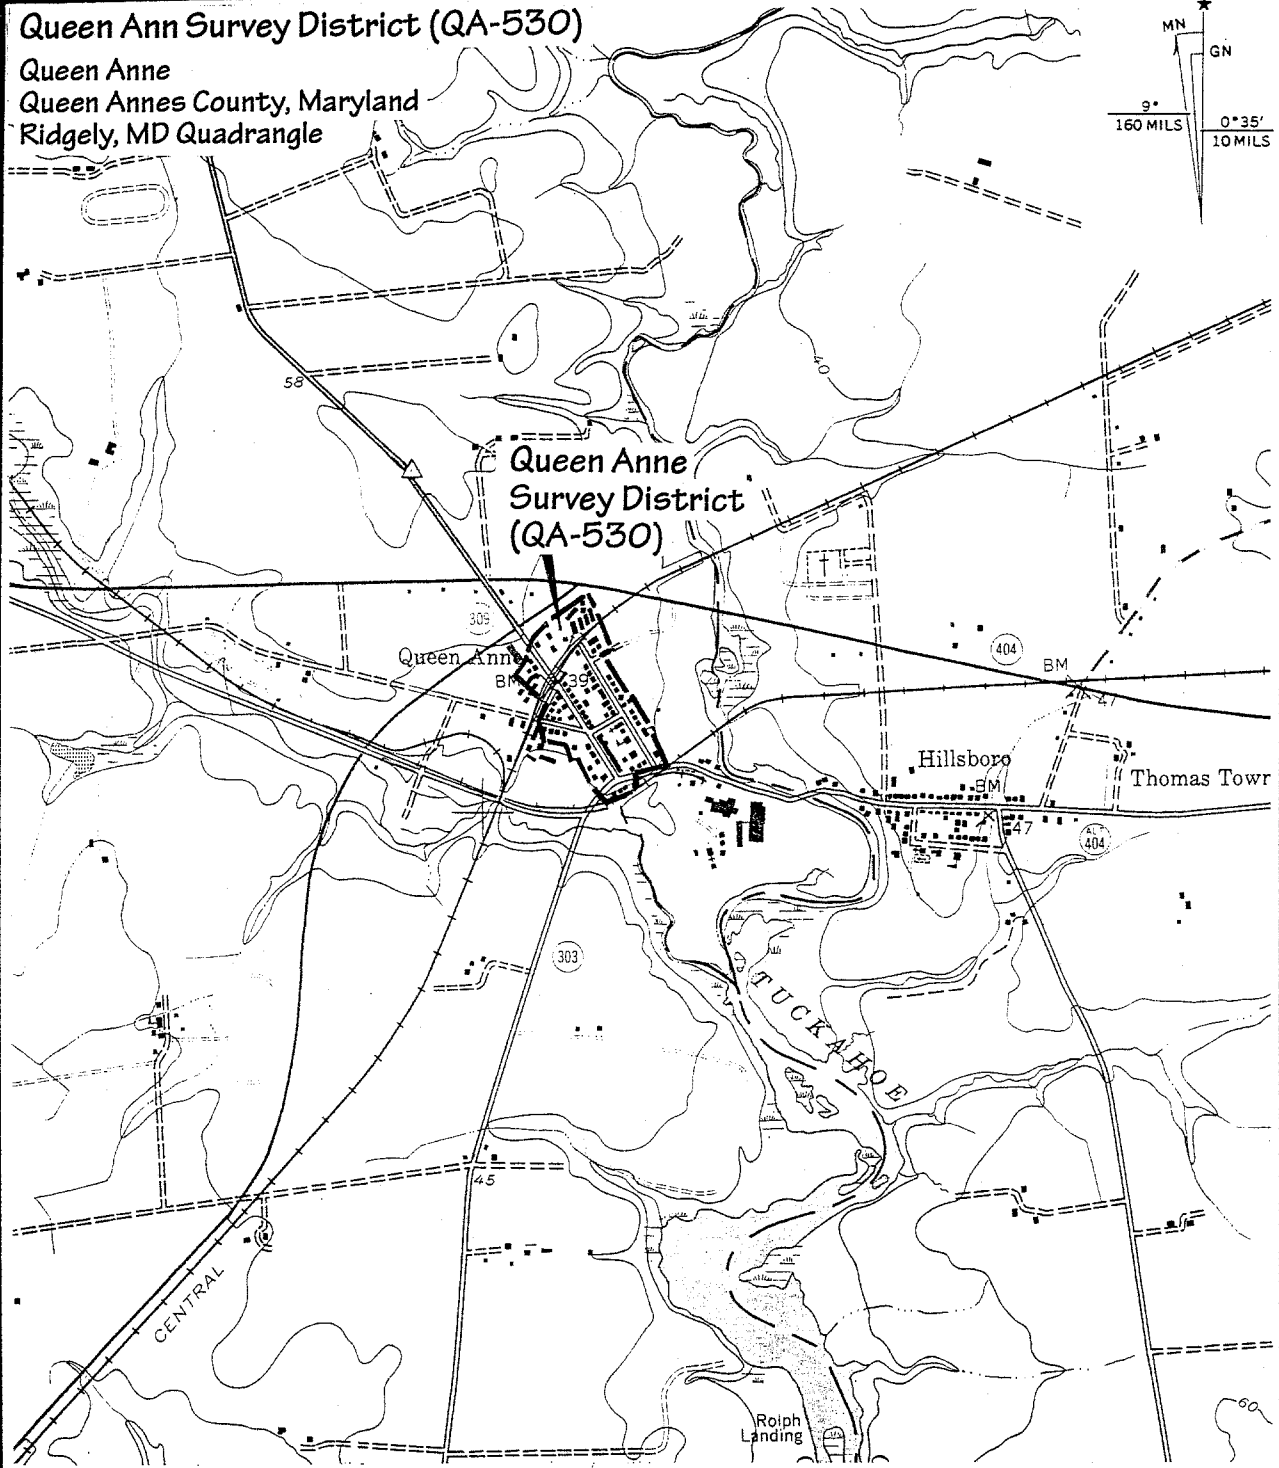 Queen Ann Survey District (QA-530)
Queen Anne
Queen Annes County, Maryland
Ridgely, MD Quadrangle
MN
GN
9°
160 MILS
0°35'
10 MILS
40
58
Queen Anne
Survey District
(QA-530)
309
Queen Anne
BM
39
404
BM
47
Hillsboro
BM
Thomas Town
47
ALT
404
303
TUCKAHOE
45
CENTRAL
Rolph
Landing
60